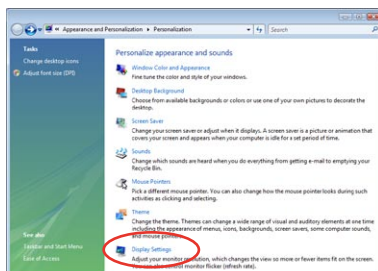 « Appearance and Personalization ▸ Personalization
Search
Tasks
Change desktop icons
Adjust font size (DPI)
Personalize appearance and sounds
Window Color and Appearance
Fine tune the color and style of your windows.
Desktop Background
Choose from available backgrounds or colors or use one of your own pictures to decorate the
desktop.
Screen Saver
Change your screen saver or adjust when it displays. A screen saver is a picture or animation that
covers your screen and appears when your computer is idle for a set period of time.
Sounds
Change which sounds are heard when you do everything from getting e-mail to emptying your
Recycle Bin.
Mouse Pointers
Pick a different mouse pointer. You can also change how the mouse pointer looks during such
activities as clicking and selecting.
Theme
Change the theme. Themes can change a wide range of visual and auditory elements at one time
including the appearance of menus, icons, backgrounds, screen savers, some computer sounds,
and mouse pointers.
Display Settings
Adjust your monitor resolution, which changes the view so more or fewer items fit on the screen.
You can also control monitor flicker (refresh rate).
See also
Taskbar and Start Menu
Ease of Access